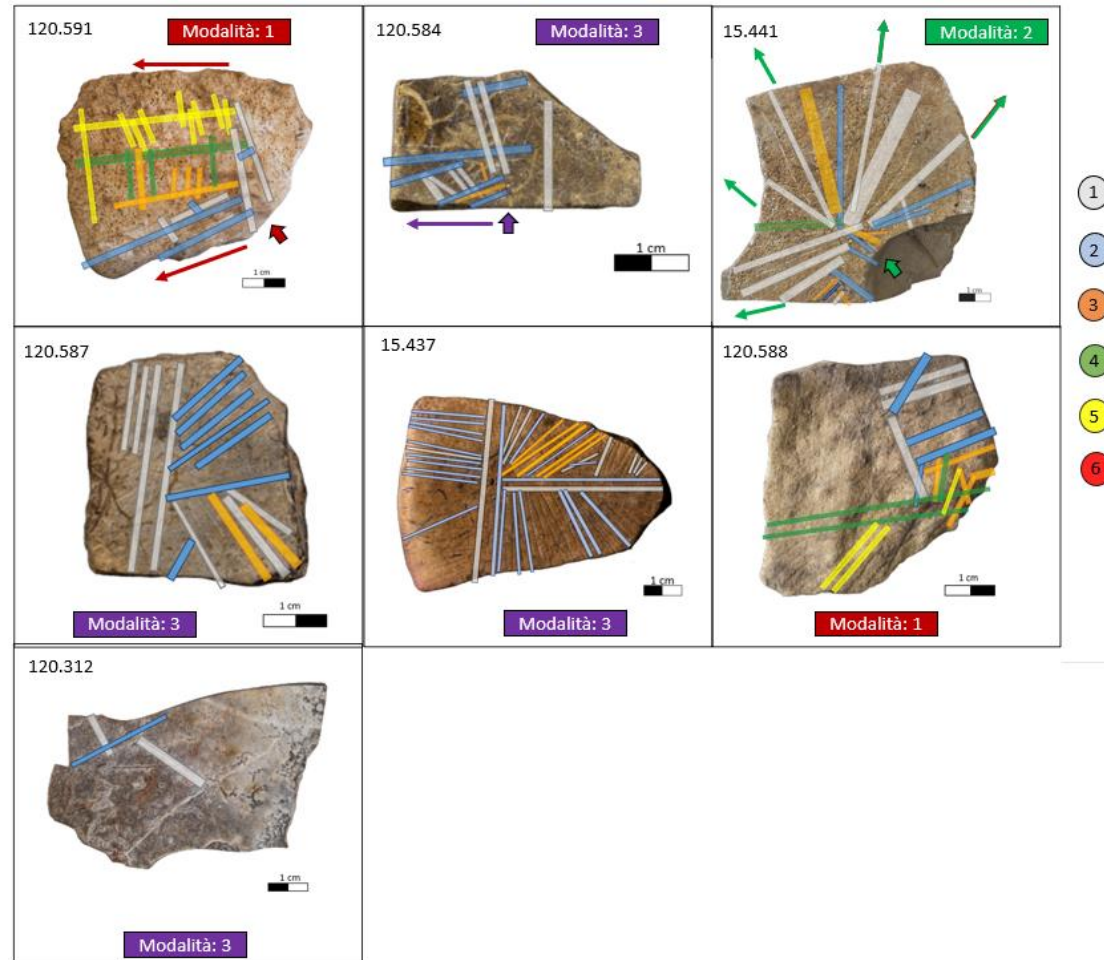 120.591
Modalità: 1
1 cm
120.584
Modalità: 3
1 cm
15.441
Modalità: 2
1 cm
120.587
Modalità: 3
1 cm
15.437
Modalità: 3
1 cm
120.588
Modalità: 1
1 cm
120.312
Modalità: 3
1 cm
1
2
3
4
5
6